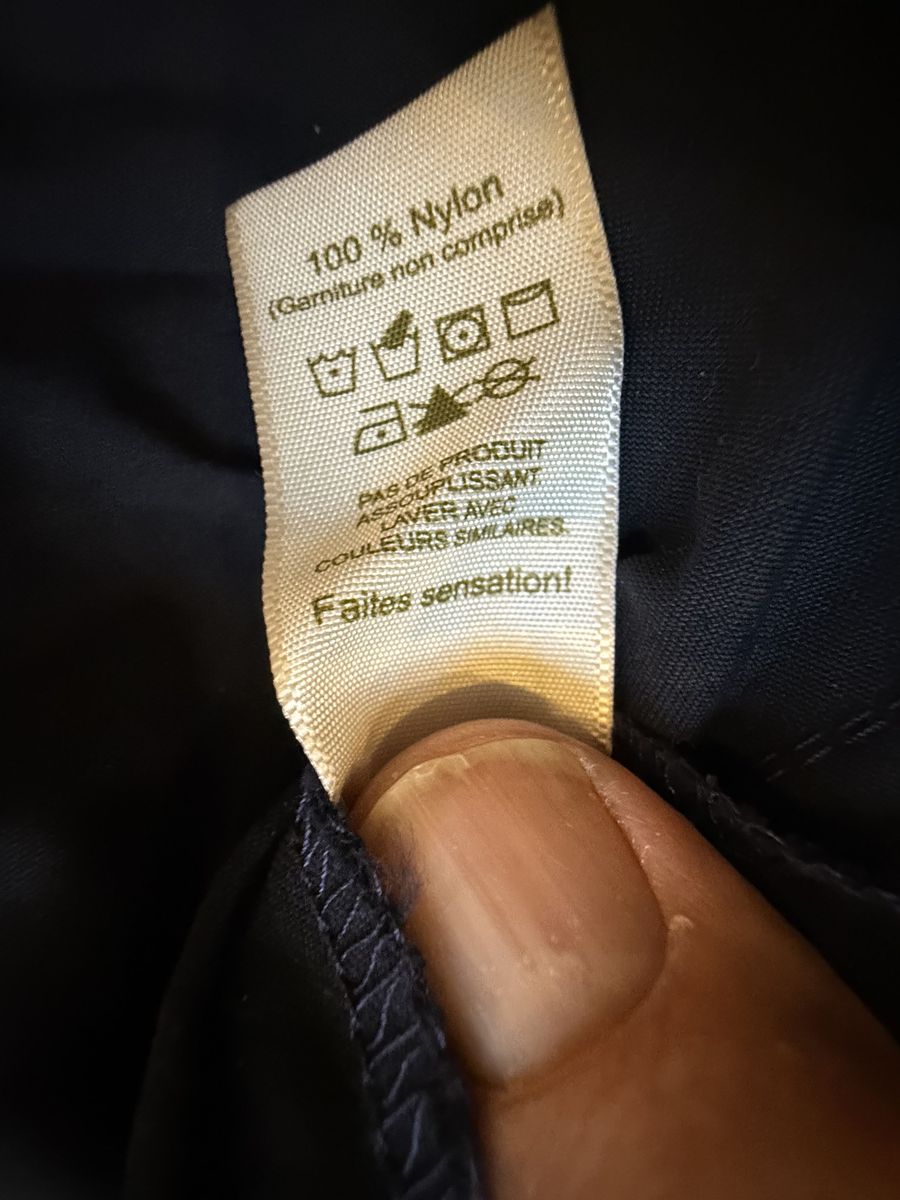 100 % Nylon
(Garniture non comprise)
PAS DE PRODUIT
ASSOUPLISSANT
LAVER AVEC
COULEURS SIMILAIRES
Faites sensation!